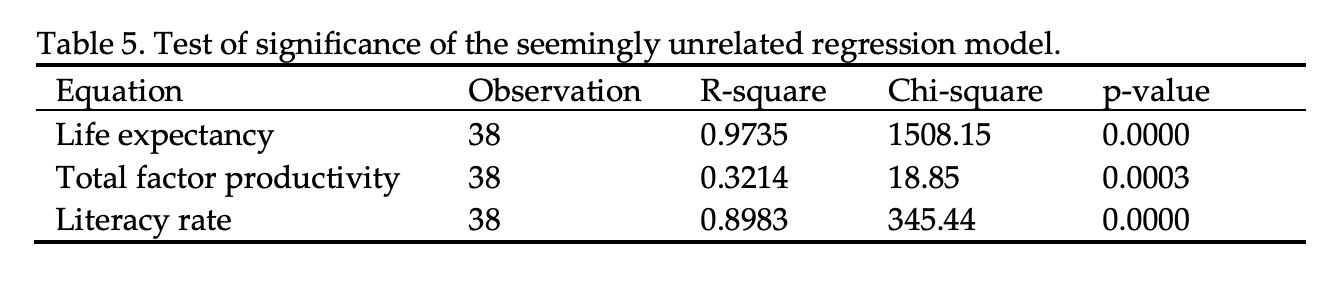 Table 5. Test of significance of the seemingly unrelated regression model.
Equation Observation R-square Chi-square p-value
Life expectancy 38 0.9735 1508.15 0.0000
Total factor productivity 38 0.3214 18.85 0.0003
Literacy rate 38 0.8983 345.44 0.0000